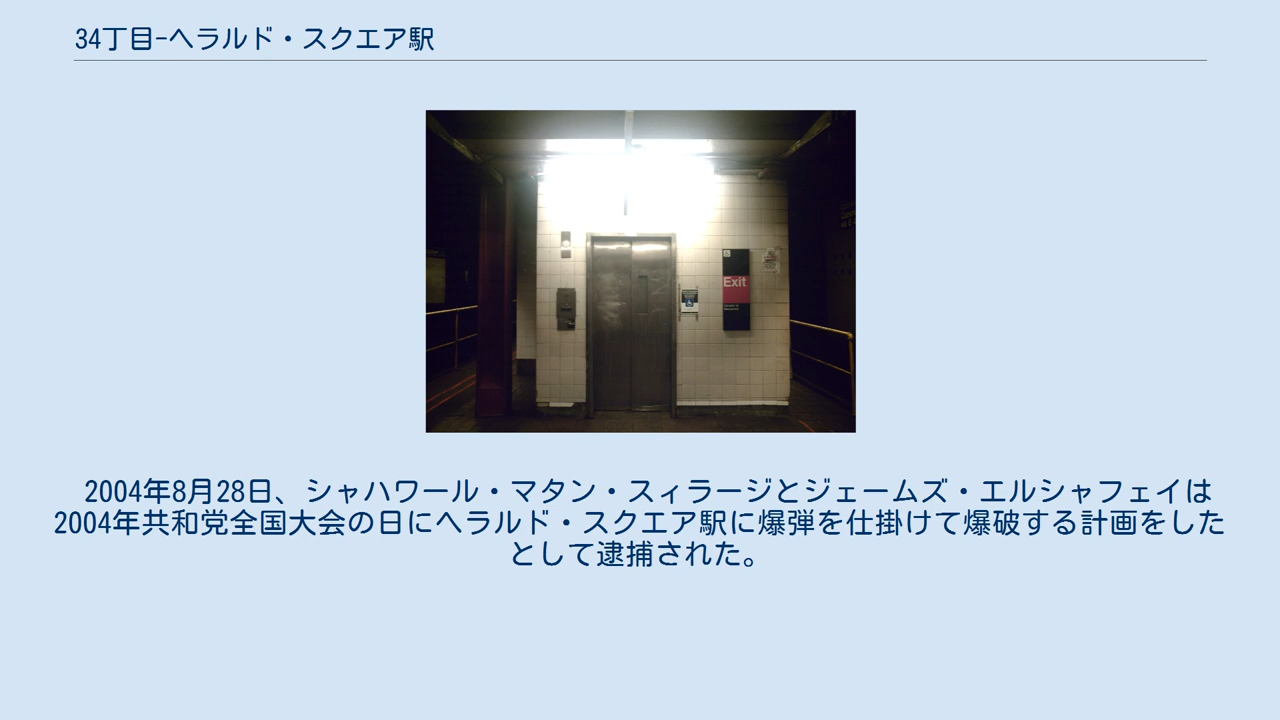 34丁目-ヘラルド・スクエア駅
Exit
2004年8月28日、シャハワール・マタン・スィラージとジェームズ・エルシャフェイは
2004年共和党全国大会の日にヘラルド・スクエア駅に爆弾を仕掛けて爆破する計画をした
として逮捕された。